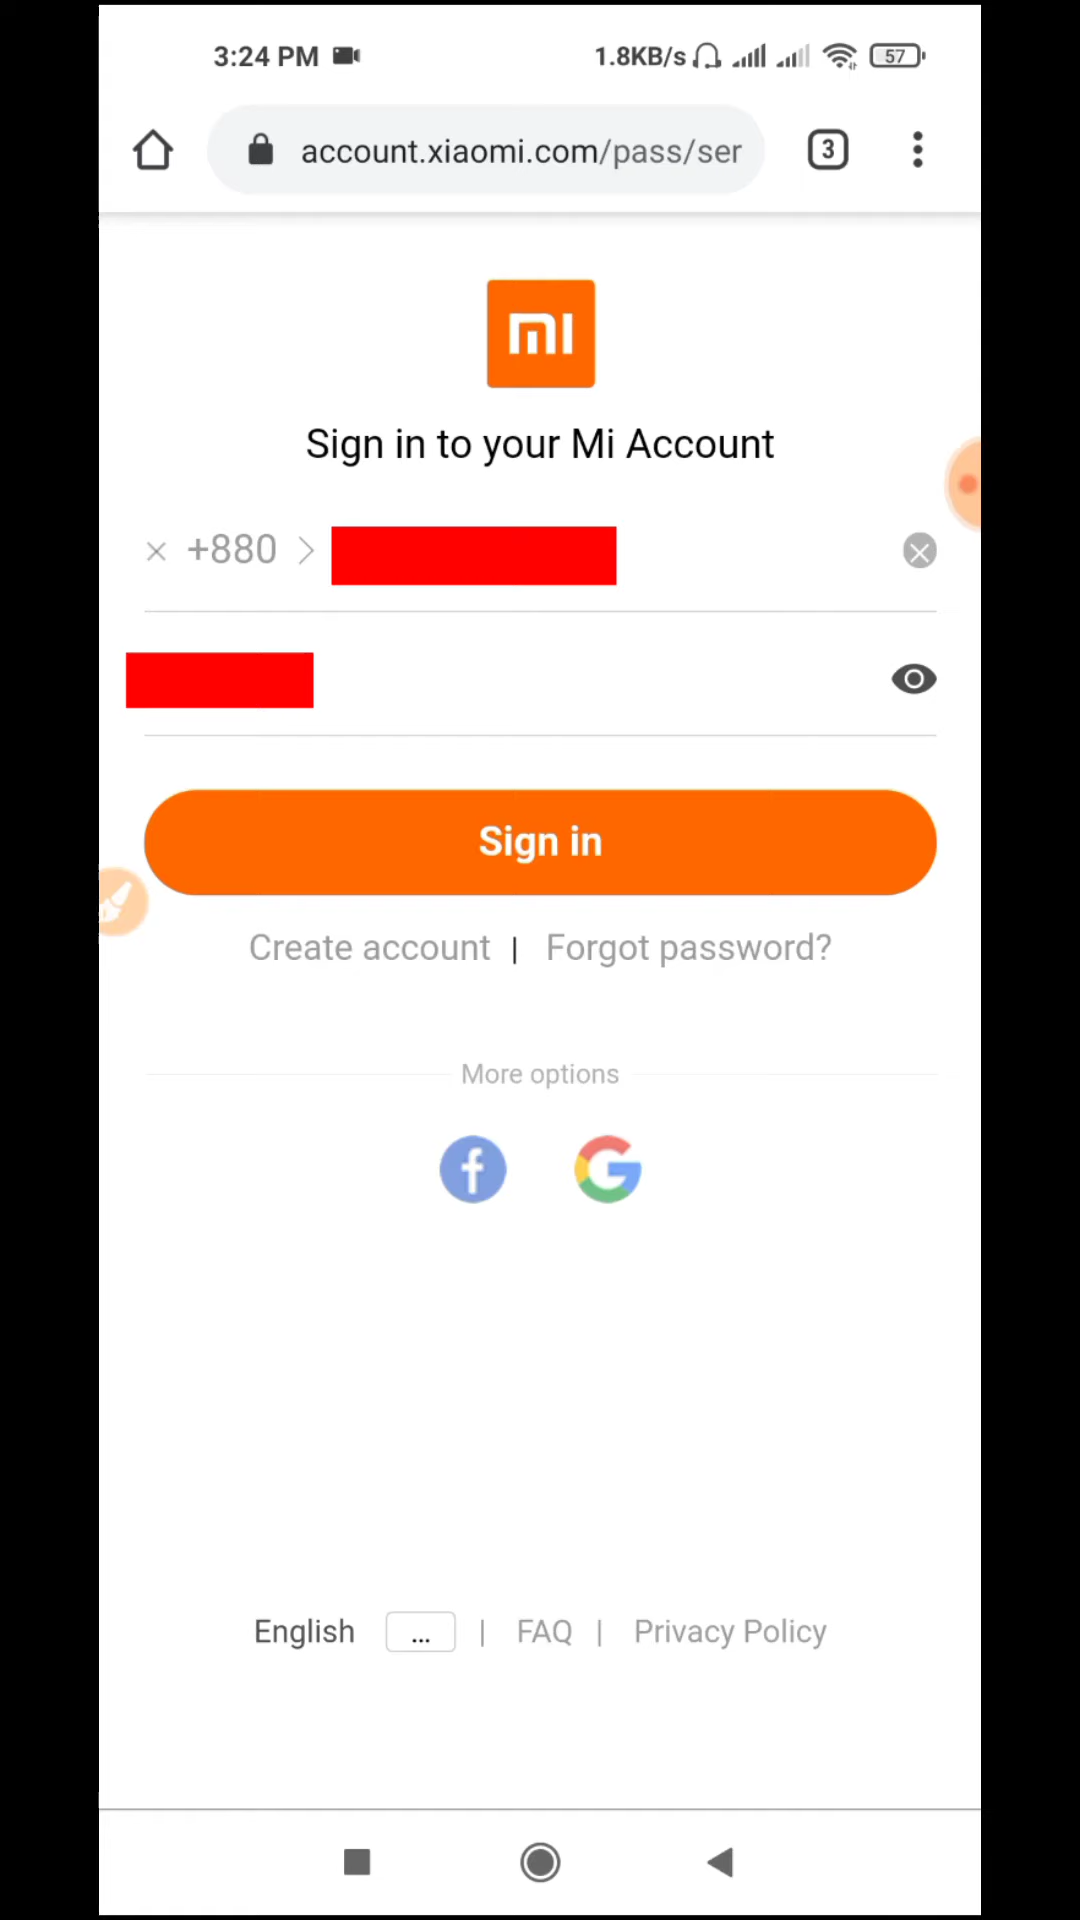 3:24 PM 1.8KB/s 57
account.xiaomi.com/pass/ser 3
mi
Sign in to your Mi Account
+880
Sign in
Create account | Forgot password?
More options
English ... | FAQ | Privacy Policy